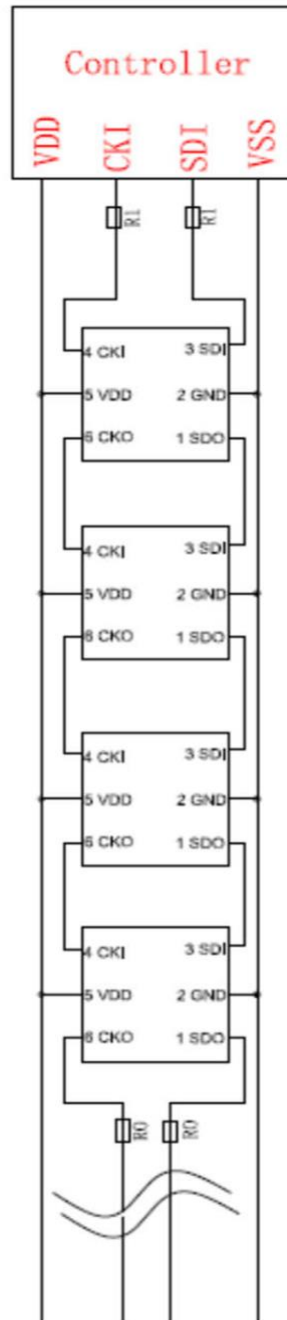 Controller
VDD CKI SDI VSS
R1 R1
4 CKI 3 SDI
5 VDD 2 GND
6 CKO 1 SDO
4 CKI 3 SDI
5 VDD 2 GND
6 CKO 1 SDO
4 CKI 3 SDI
5 VDD 2 GND
6 CKO 1 SDO
4 CKI 3 SDI
5 VDD 2 GND
6 CKO 1 SDO
R0 R0